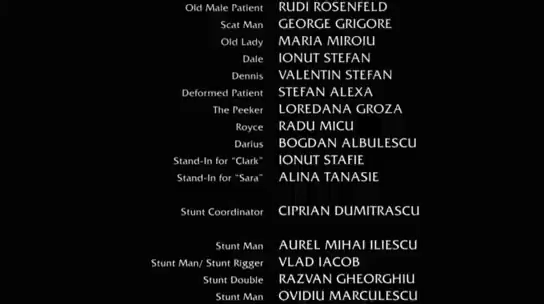 Old Male Patient RUDI ROSENFELD
Scat Man GEORGE GRIGORE
Old Lady MARIA MIROIU
Dale IONUT STEFAN
Dennis VALENTIN STEFAN
Deformed Patient STEFAN ALEXA
The Peeker LOREDANA GROZA
Royce RADU MICU
Darius BOGDAN ALBULESCU
Stand-In for “Clark” IONUT STAFIE
Stand-In for “Sara” ALINA TANASIE
Stunt Coordinator CIPRIAN DUMITRASCU
Stunt Man AUREL MIHAI ILIESCU
Stunt Man/ Stunt Rigger VLAD IACOB
Stunt Double RAZVAN GHEORGHIU
Stunt Man OVIDIU MARCULESCU